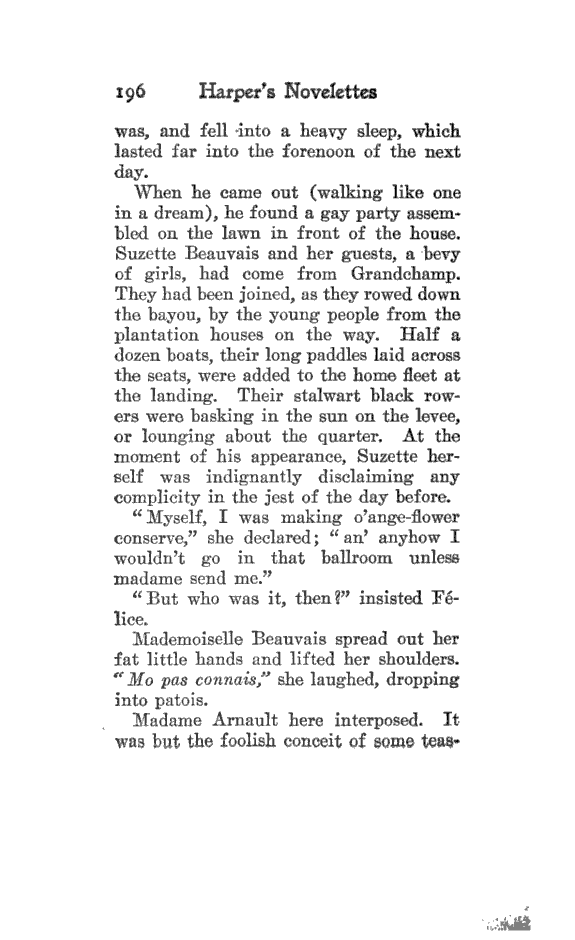 196 Harper's Novelettes
was, and fell into a heavy sleep, which
lasted far into the forenoon of the next
day.
When he came out (walking like one
in a dream), he found a gay party assem-
bled on the lawn in front of the house.
Suzette Beauvais and her guests, a bevy
of girls, had come from Grandchamp.
They had been joined, as they rowed down
the bayou, by the young people from the
plantation houses on the way. Half a
dozen boats, their long paddles laid across
the seats, were added to the home fleet at
the landing. Their stalwart black row-
ers were basking in the sun on the levee,
or lounging about the quarter. At the
moment of his appearance, Suzette her-
self was indignantly disclaiming any
complicity in the jest of the day before.
“Myself, I was making o'ange-flower
conserve,” she declared; “an' anyhow I
wouldn't go in that ballroom unless
madame send me.”
“But who was it, then?” insisted Fé-
lice.
Mademoiselle Beauvais spread out her
fat little hands and lifted her shoulders.
“Mo pas connais,” she laughed, dropping
into patois.
Madame Arnault here interposed. It
was but the foolish conceit of some teas-